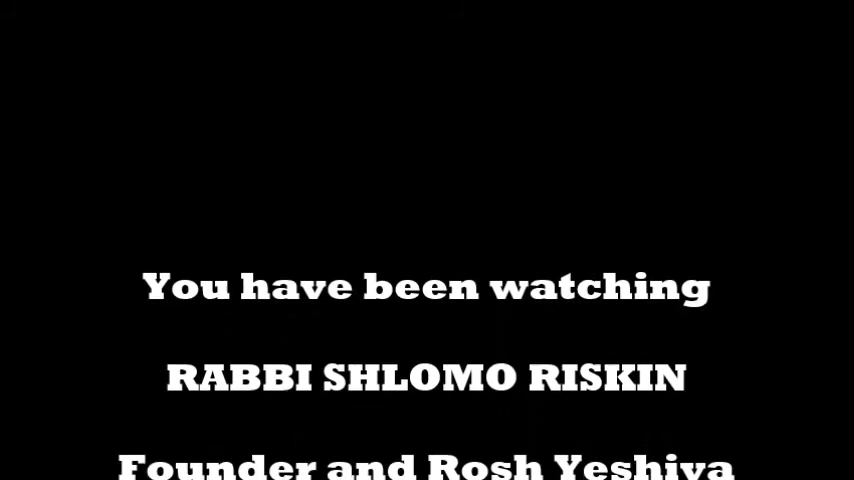 You have been watching
RABBI SHLOMO RISKIN
Founder and Rosh Yeshiva